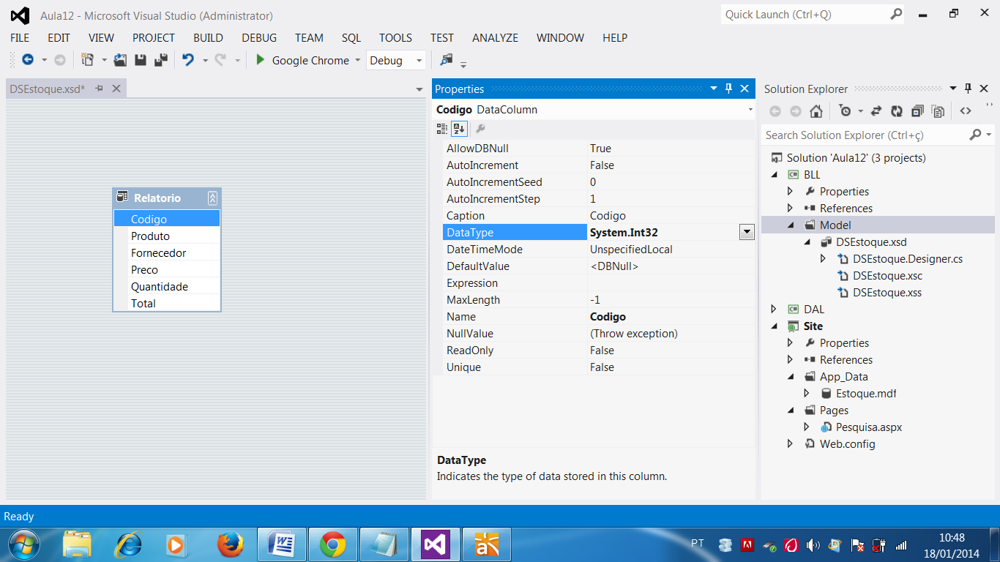 Aula12 - Microsoft Visual Studio (Administrator)
Quick Launch (Ctrl+Q)
FILE EDIT VIEW PROJECT BUILD DEBUG TEAM SQL TOOLS TEST ANALYZE WINDOW HELP
Google Chrome Debug
DSEstoque.xsd*
Relatorio
Codigo
Produto
Fornecedor
Preco
Quantidade
Total
Properties
Codigo DataColumn
AllowDBNull True
AutoIncrement False
AutoIncrementSeed 0
AutoIncrementStep 1
Caption Codigo
DataType System.Int32
DateTimeMode UnspecifiedLocal
DefaultValue <DBNull>
Expression
MaxLength -1
Name Codigo
NullValue (Throw exception)
ReadOnly False
Unique False
DataType
Indicates the type of data stored in this column.
Solution Explorer
Search Solution Explorer (Ctrl+ç)
Solution 'Aula12' (3 projects)
BLL
Properties
References
Model
DSEstoque.xsd
DSEstoque.Designer.cs
DSEstoque.xsc
DSEstoque.xss
DAL
Site
Properties
References
App_Data
Estoque.mdf
Pages
Pesquisa.aspx
Web.config
Ready
PT
10:48
18/01/2014